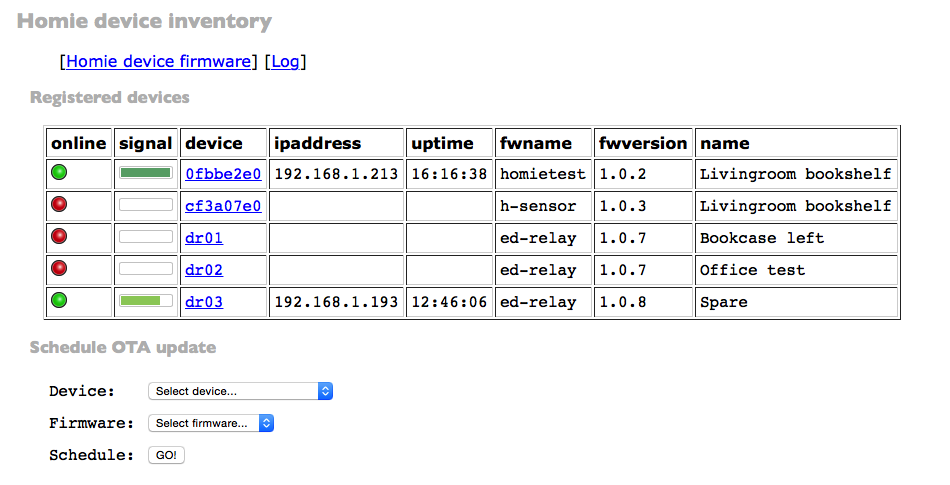 Homie device inventory
[Homie device firmware] [Log]
Registered devices
online signal device ipaddress uptime fwname fwversion name
0fbbe2e0 192.168.1.213 16:16:38 homietest 1.0.2 Livingroom bookshelf
cf3a07e0 h-sensor 1.0.3 Livingroom bookshelf
dr01 ed-relay 1.0.7 Bookcase left
dr02 ed-relay 1.0.7 Office test
dr03 192.168.1.193 12:46:06 ed-relay 1.0.8 Spare
Schedule OTA update
Device: Select device...
Firmware: Select firmware...
Schedule: GO!